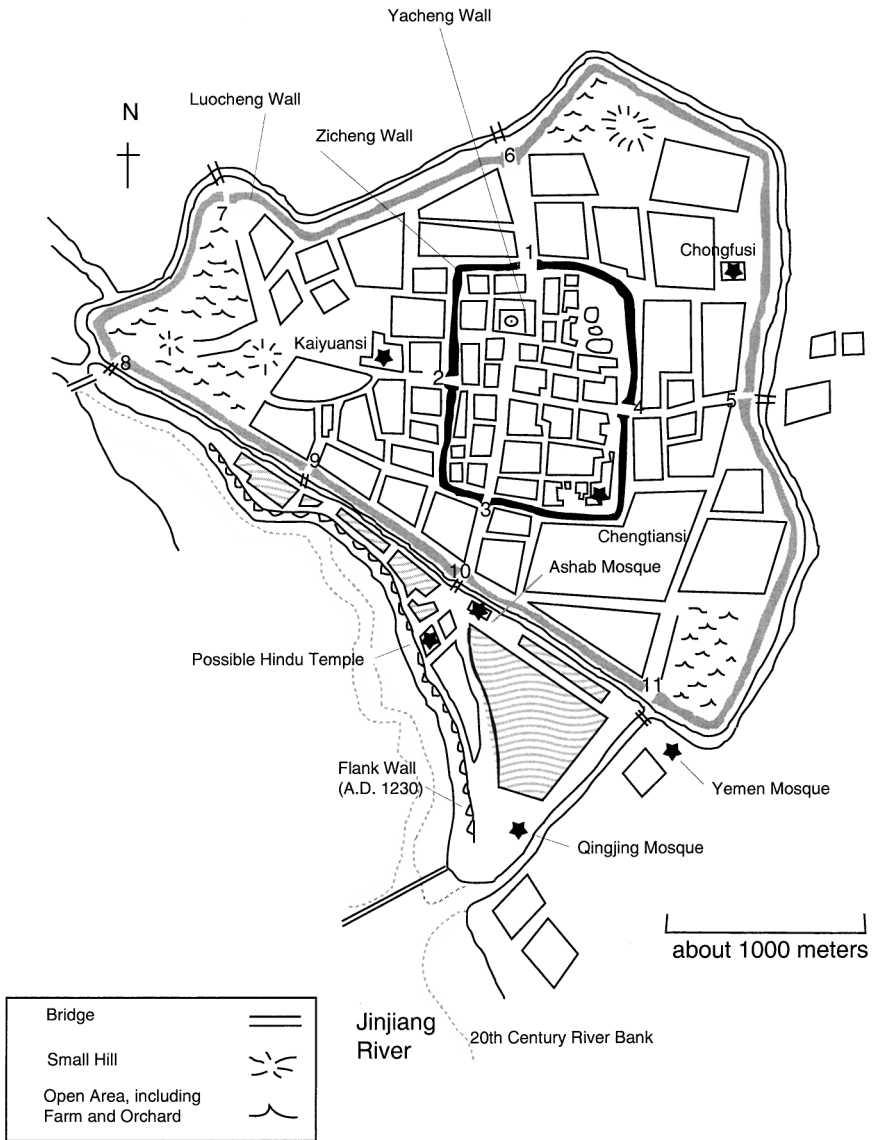 Yacheng Wall
Luocheng Wall
N
Zicheng Wall
6
7
1
Chongfusi
Kaiyuansi
8
2
4
5
9
3
Chengtiansi
10
Ashab Mosque
Possible Hindu Temple
11
Flank Wall
(A.D. 1230)
Yemen Mosque
Qingjing Mosque
about 1000 meters
Bridge
Small Hill
Open Area, including
Farm and Orchard
Jinjiang
River
20th Century River Bank